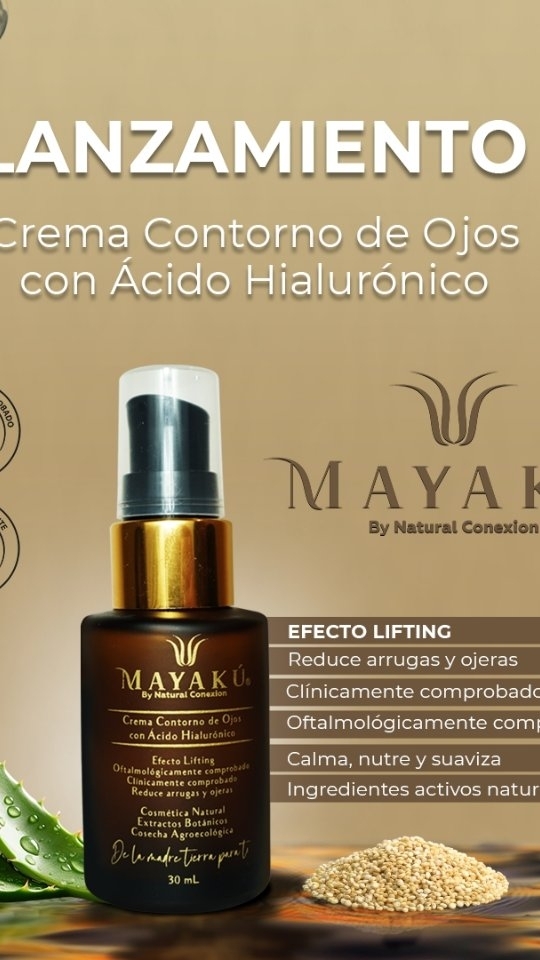 LANZAMIENTO
Crema Contorno de Ojos
con Ácido Hialurónico
MAYAK
By Natural Conexion
EFECTO LIFTING
Reduce arrugas y ojeras
Clínicamente comprobado
Oftalmológicamente comp
Calma, nutre y suaviza
Ingredientes activos natur
MAYAKÚ®
By Natural Conexion
Crema Contorno de Ojos
con Ácido Hialurónico
Efecto Lifting
Oftalmológicamente comprobado
Clínicamente comprobado
Reduce arrugas y ojeras
Cosmética Natural
Extractos Botánicos
Cosecha Agroecológica
De la madre tierra para ti
30 mL